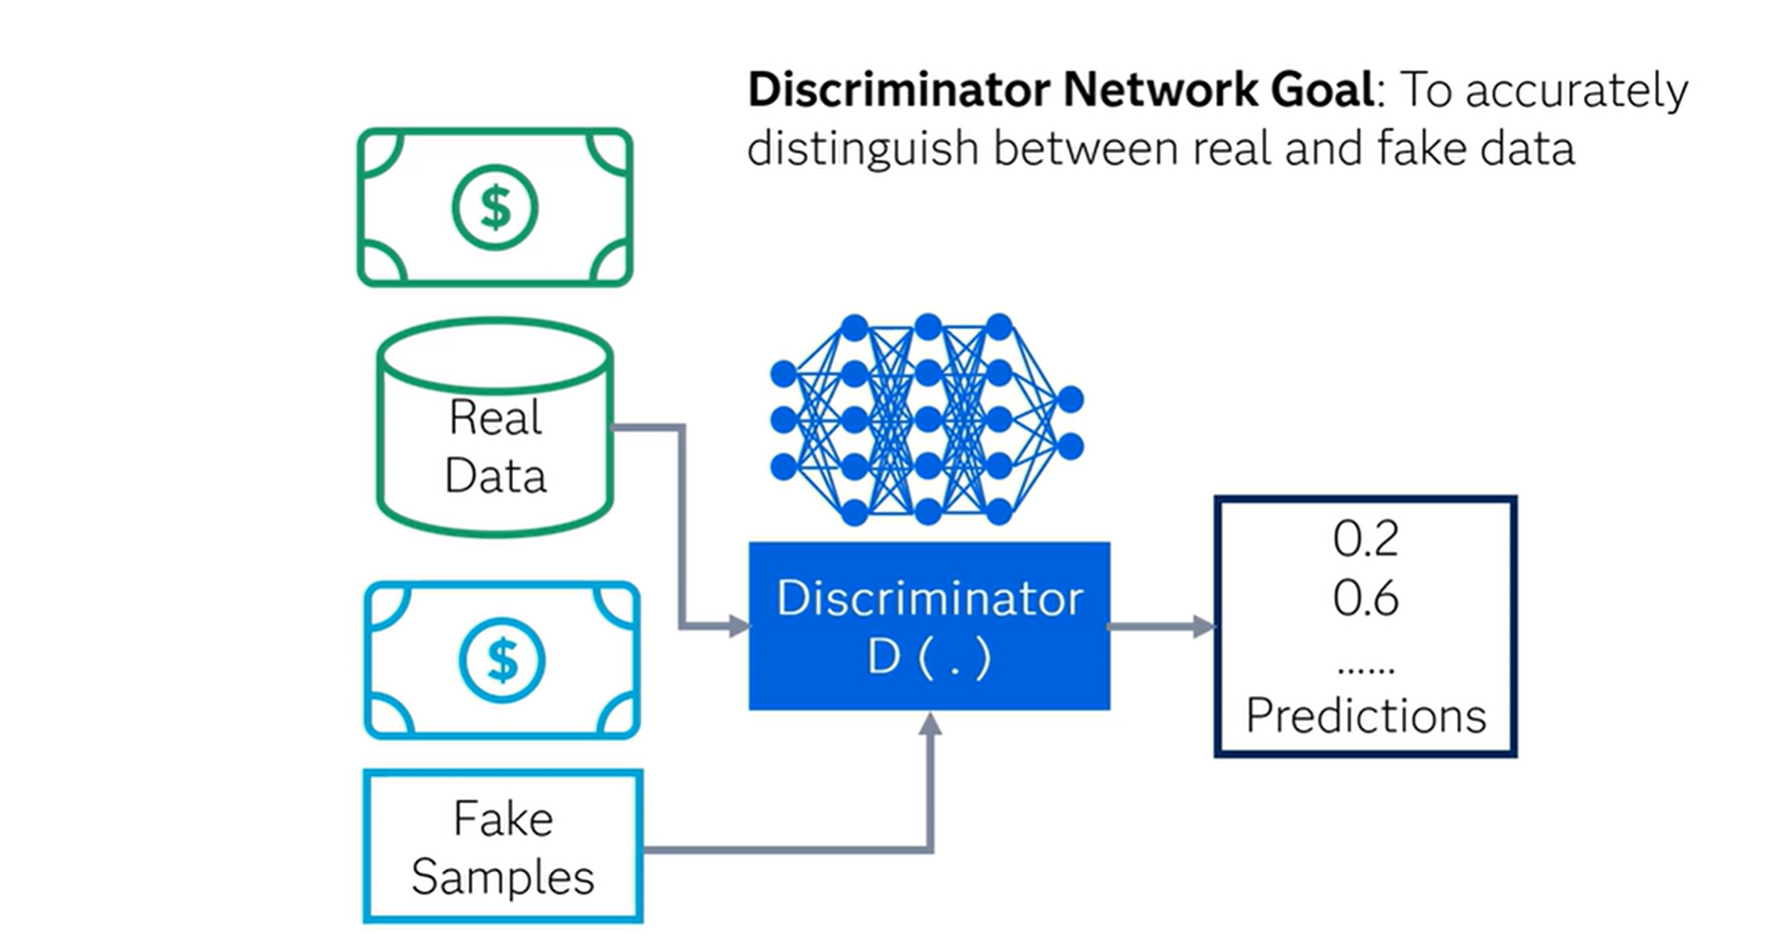 Discriminator Network Goal: To accurately
distinguish between real and fake data
$
Real
Data
$
Fake
Samples
Discriminator
D ( . )
0.2
0.6
......
Predictions